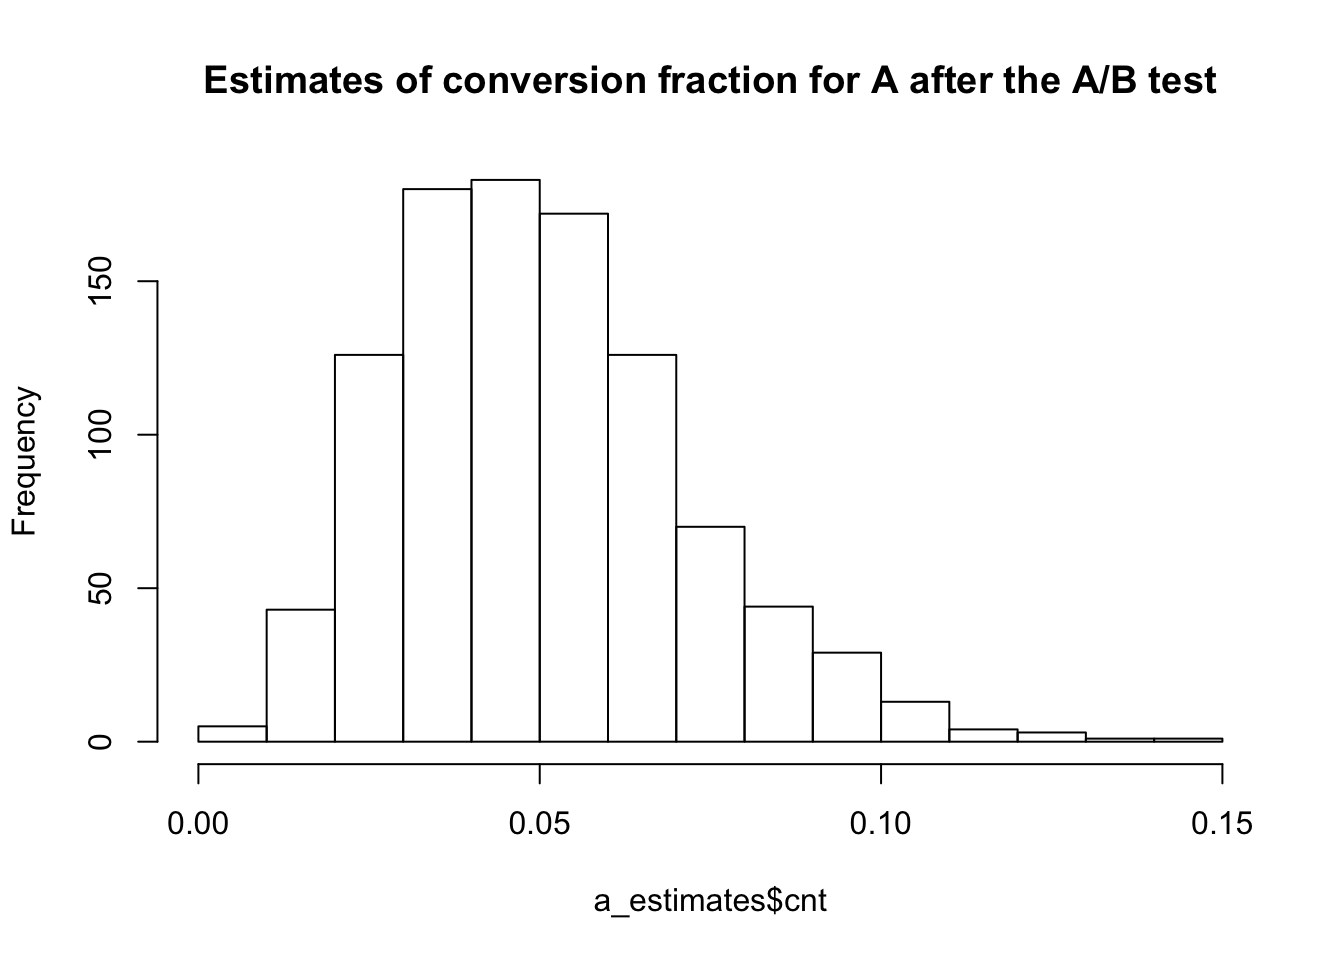 Estimates of conversion fraction for A after the A/B test
Frequency
150
100
50
0
0.00 0.05 0.10 0.15
a_estimates$cnt